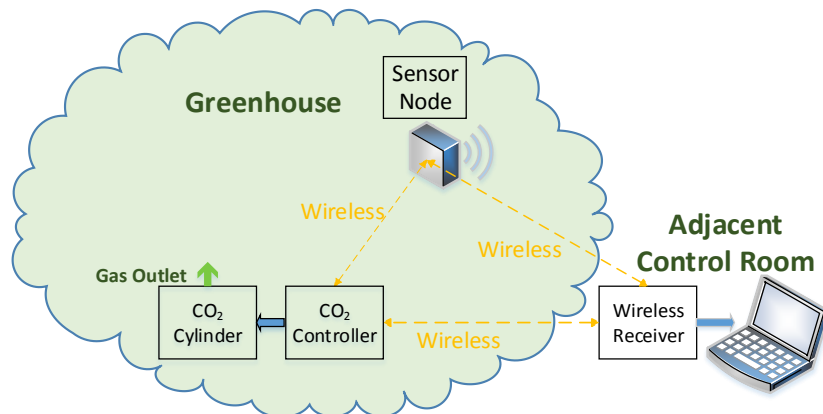 Sensor
Node
Greenhouse
Wireless
Wireless
Adjacent
Control Room
Gas Outlet
CO₂
Cylinder
CO₂
Controller
Wireless
Wireless
Receiver